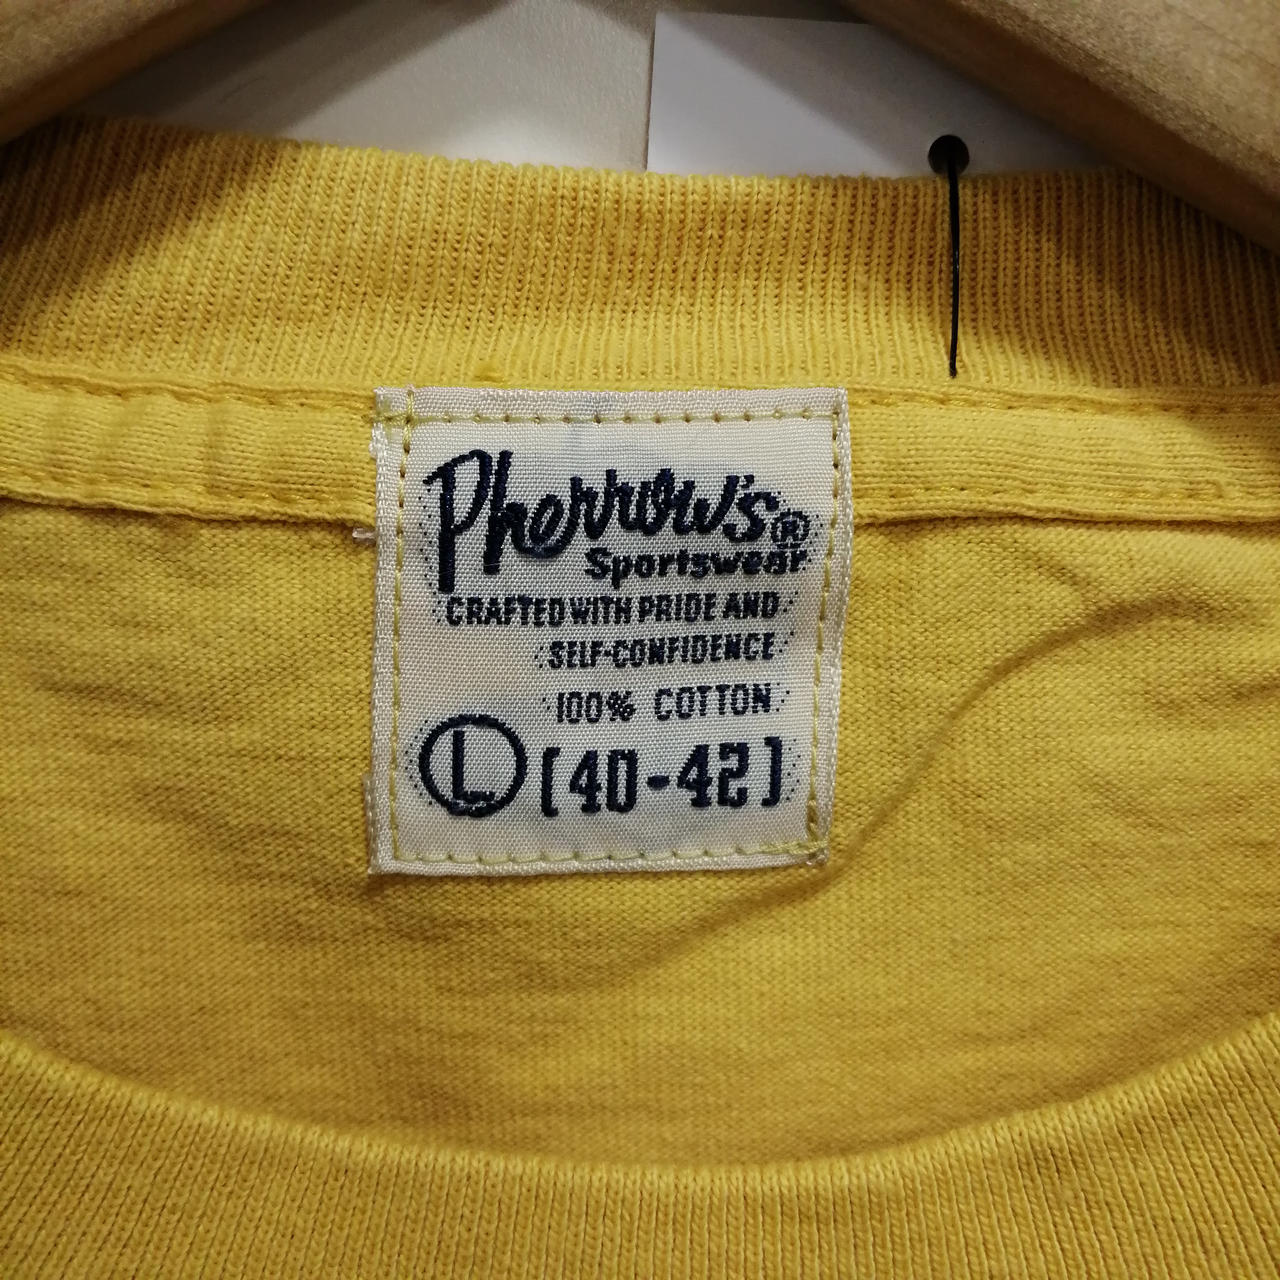 Pherrow's®
Sportswear
CRAFTED WITH PRIDE AND
SELF-CONFIDENCE
100% COTTON
L [40-42]